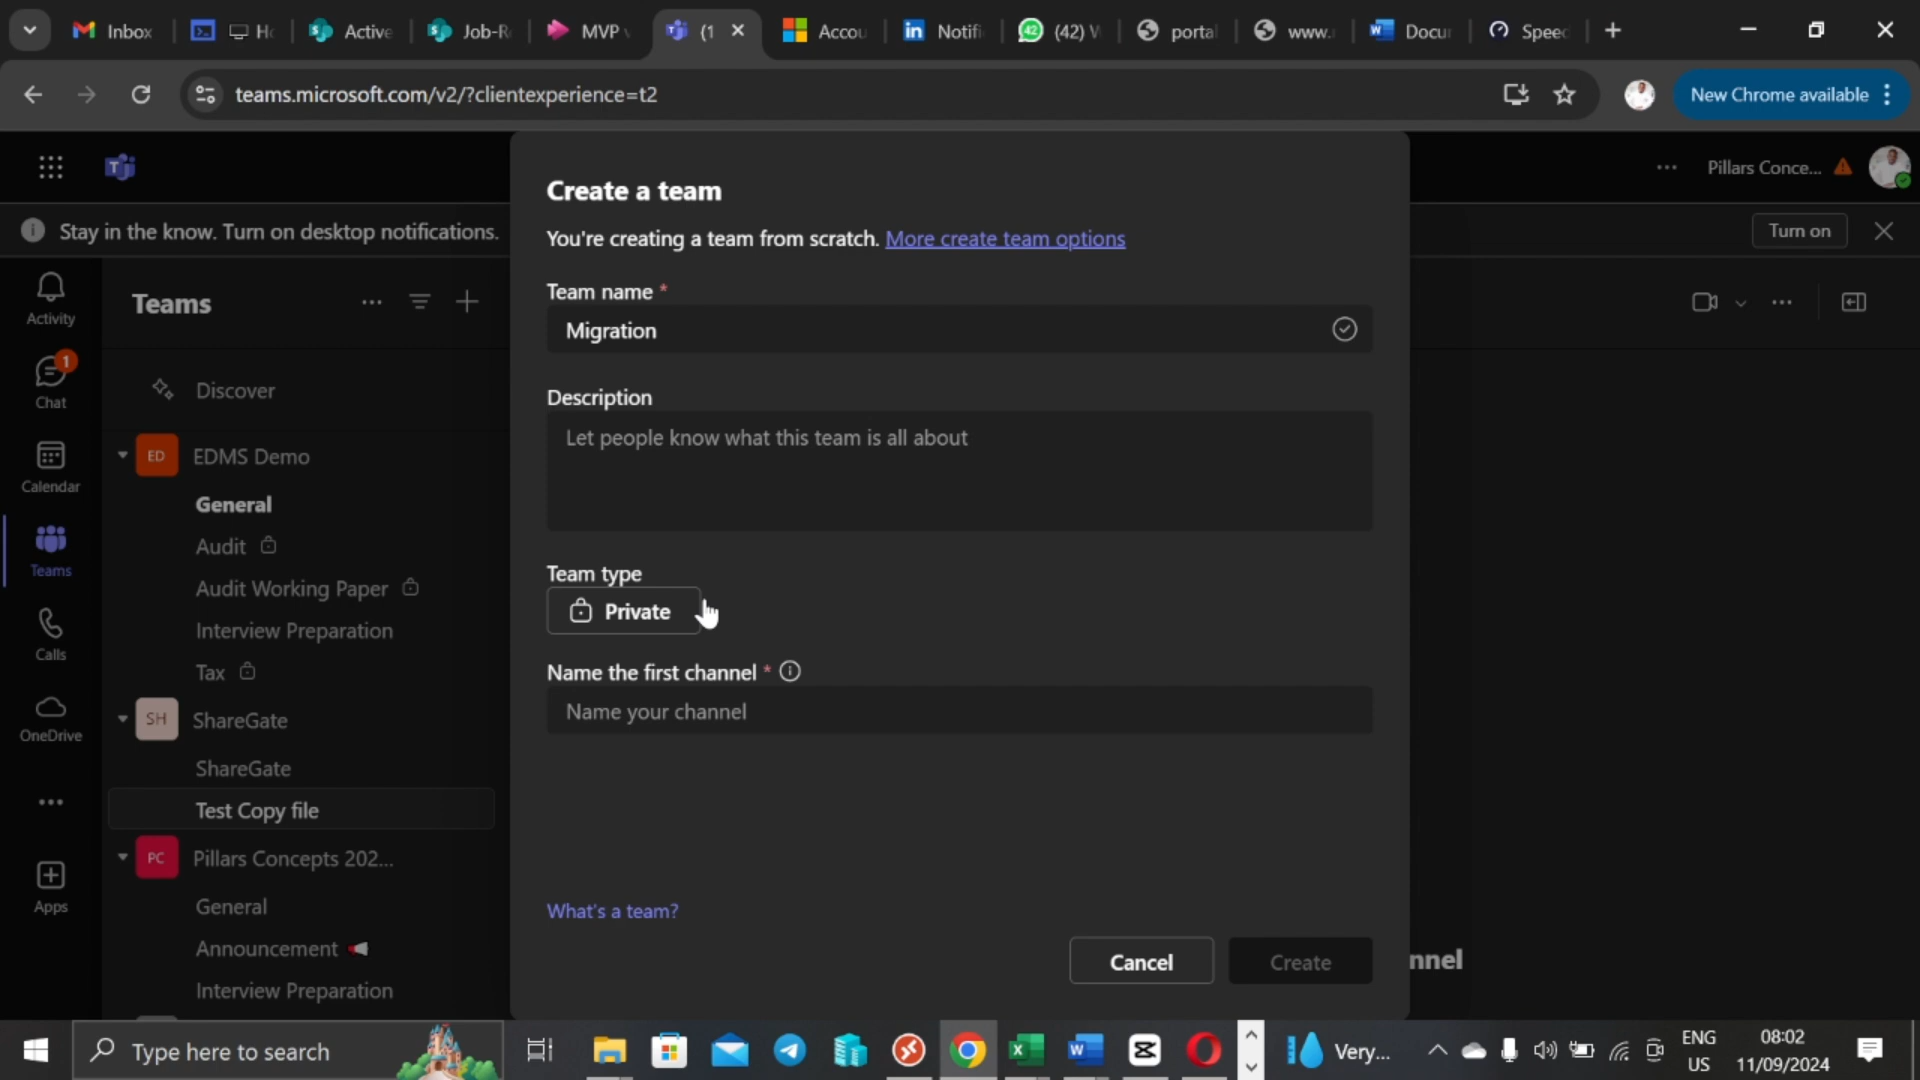 Inbox
Ho
Active
Job-R
MVP v
(1
Accou
Notifi
(42) W
portal
www.
Docu
Speed
teams.microsoft.com/v2/?clientexperience=t2
New Chrome available
Pillars Conce...
Stay in the know. Turn on desktop notifications.
Turn on
Activity
1
Chat
Calendar
Teams
Calls
OneDrive
Apps
Teams
Discover
ED
EDMS Demo
General
Audit
Audit Working Paper
Interview Preparation
Tax
SH
ShareGate
ShareGate
Test Copy file
PC
Pillars Concepts 202...
General
Announcement
Interview Preparation
Create a team
You're creating a team from scratch. More create team options
Team name *
Migration
Description
Let people know what this team is all about
Team type
Private
Name the first channel *
Name your channel
What's a team?
Cancel
Create
nnel
Type here to search
Very...
ENG
US
08:02
11/09/2024